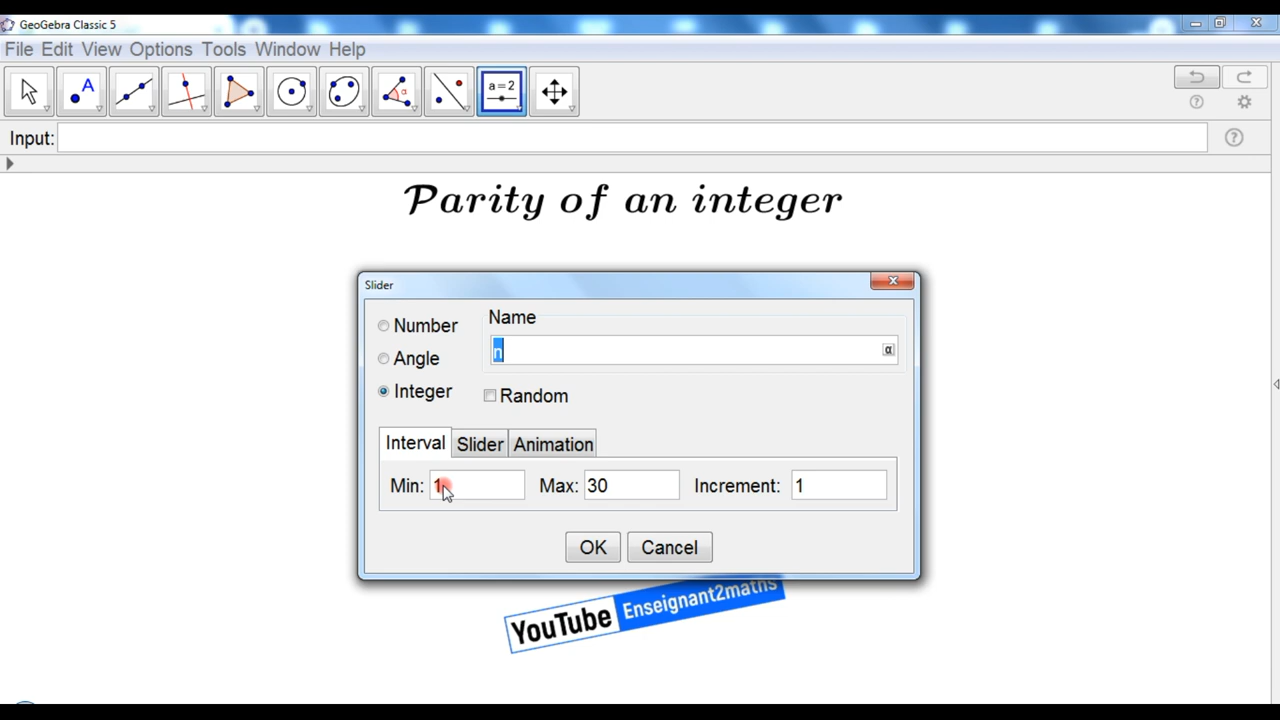 GeoGebra Classic 5
File Edit View Options Tools Window Help
A
α
a=2
Input:
Parity of an integer
Slider
Number
Name
n
α
Angle
Integer
Random
Interval Slider Animation
Min: 1 Max: 30 Increment: 1
OK Cancel
YouTube Enseignant2maths